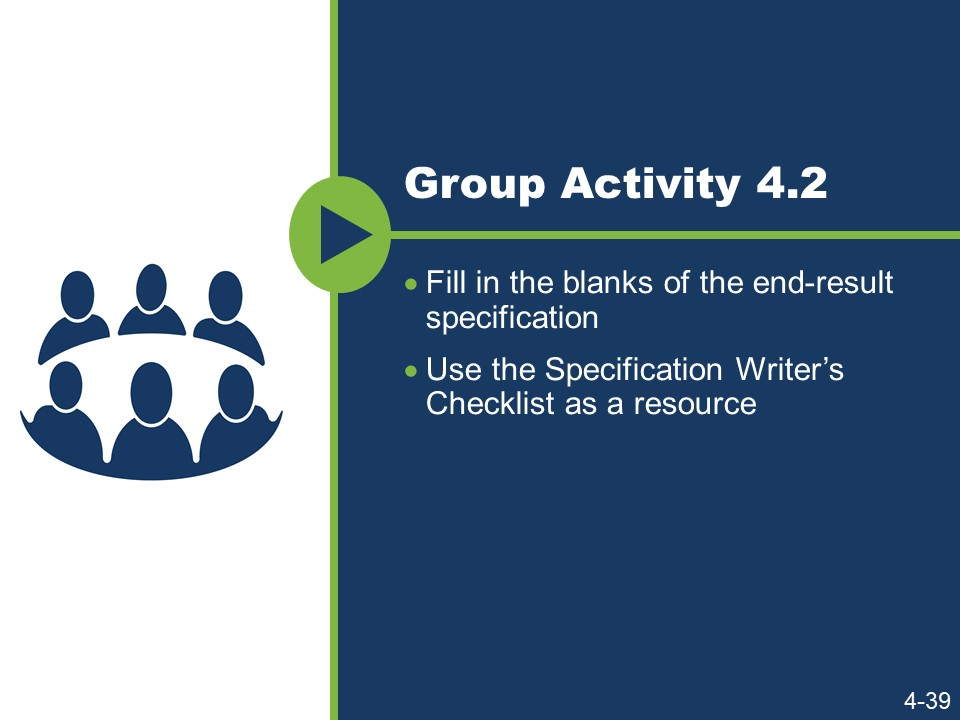 Group Activity 4.2
• Fill in the blanks of the end-result
specification
• Use the Specification Writer’s
Checklist as a resource
4-39